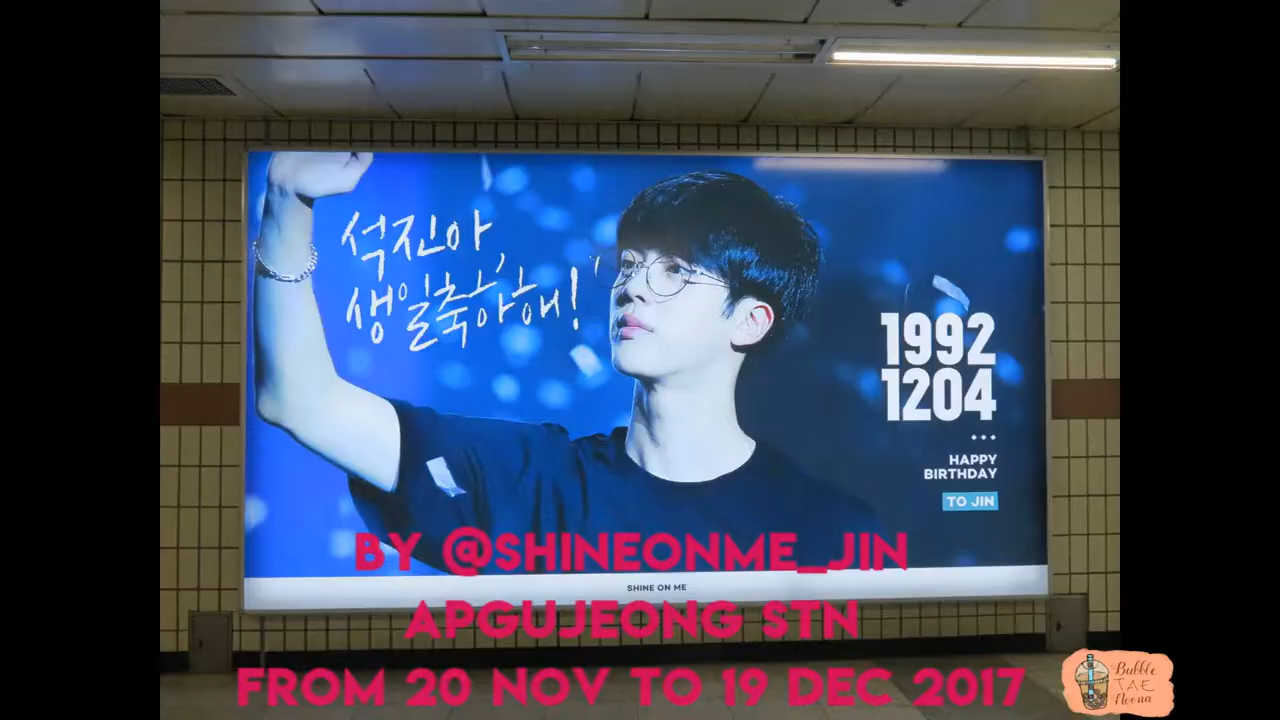 석진아,
생일축하해!
1992
1204
HAPPY
BIRTHDAY
TO JIN
SHINE ON ME
BY @SHINEONME_JIN
APGUJEONG STN
FROM 20 NOV TO 19 DEC 2017
Bubble
TAE
Noona